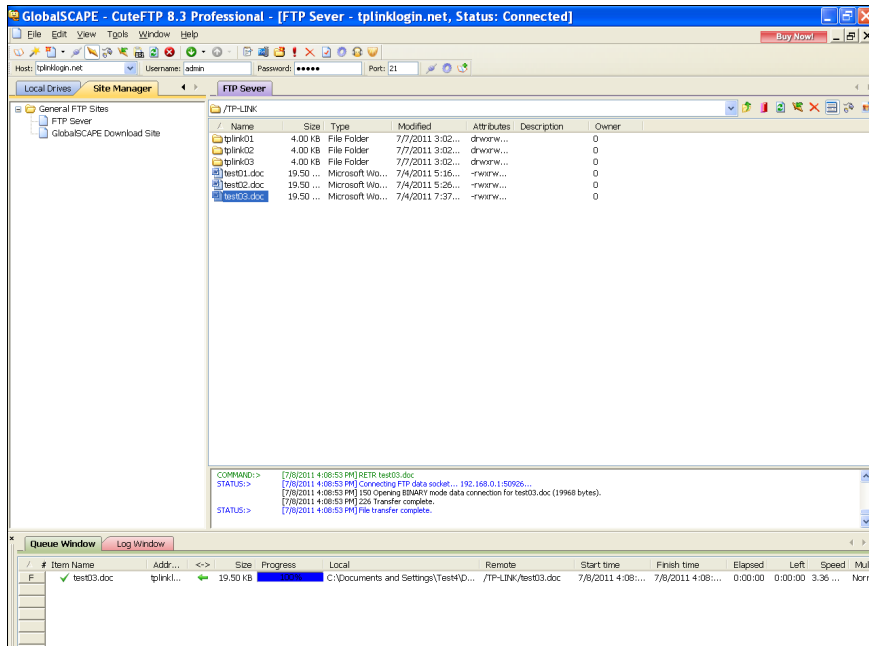 GlobalSCAPE - CuteFTP 8.3 Professional - [FTP Sever - tplinklogin.net, Status: Connected]
File Edit View Tools Window Help
Buy Now!
Host: tplinklogin.net Username: admin Password: ●●●●● Port: 21
Local Drives Site Manager FTP Sever
General FTP Sites
FTP Sever
GlobalSCAPE Download Site
/TP-LINK
/ Name Size Type Modified Attributes Description Owner
tplink01 4.00 KB File Folder 7/7/2011 3:02... drwxrw... 0
tplink02 4.00 KB File Folder 7/7/2011 3:02... drwxrw... 0
tplink03 4.00 KB File Folder 7/7/2011 3:02... drwxrw... 0
test01.doc 19.50 ... Microsoft Wo... 7/4/2011 5:16... -rwxrw... 0
test02.doc 19.50 ... Microsoft Wo... 7/4/2011 5:26... -rwxrw... 0
test03.doc 19.50 ... Microsoft Wo... 7/4/2011 7:37... -rwxrw... 0
COMMAND:> [7/8/2011 4:08:53 PM] RETR test03.doc
STATUS:> [7/8/2011 4:08:53 PM] Connecting FTP data socket... 192.168.0.1:50926...
[7/8/2011 4:08:53 PM] 150 Opening BINARY mode data connection for test03.doc (19968 bytes).
[7/8/2011 4:08:53 PM] 226 Transfer complete.
STATUS:> [7/8/2011 4:08:53 PM] File transfer complete.
Queue Window Log Window
/ # Item Name Addr... <-> Size Progress Local Remote Start time Finish time Elapsed Left Speed Mul
F test03.doc tplinkl... 19.50 KB 100% C:\Documents and Settings\Test4\D... /TP-LINK/test03.doc 7/8/2011 4:08:... 7/8/2011 4:08:... 0:00:00 0:00:00 3.36 ... Norr